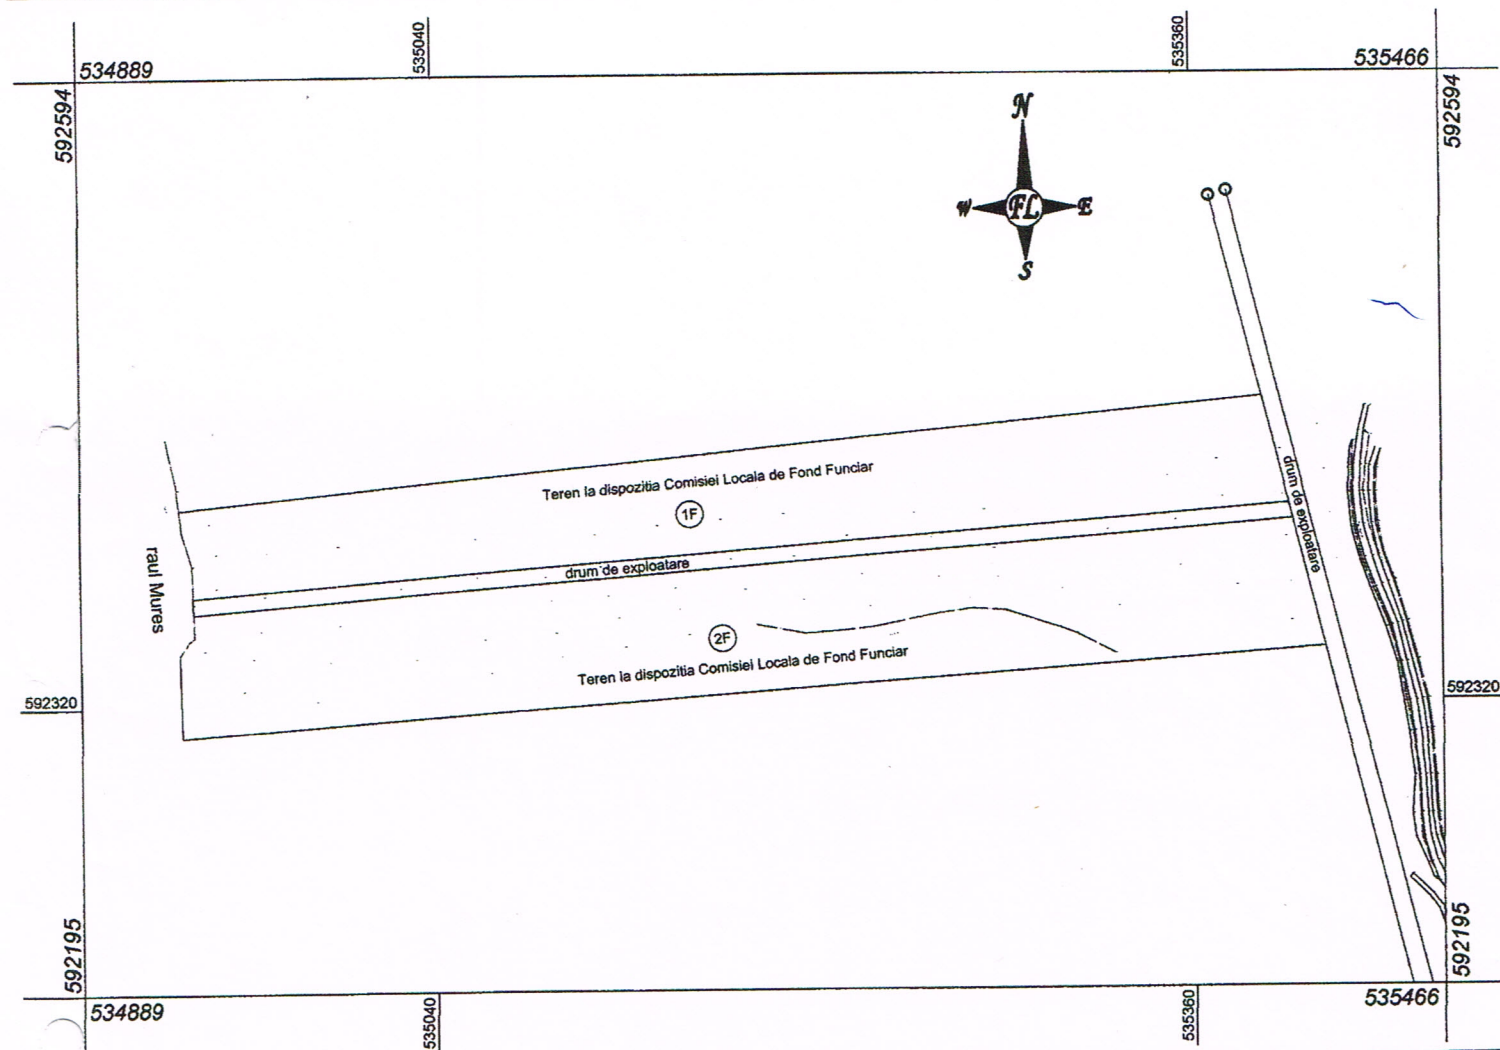 535040
535360
534889
535466
592594
592594
N
W FL E
S
Teren la dispozitia Comisiei Locala de Fond Funciar
1F
drum de exploatare
drum de exploatare
raul Mures
2F
Teren la dispozitia Comisiei Locala de Fond Funciar
592320
592320
592195
592195
534889
535466
535040
535360